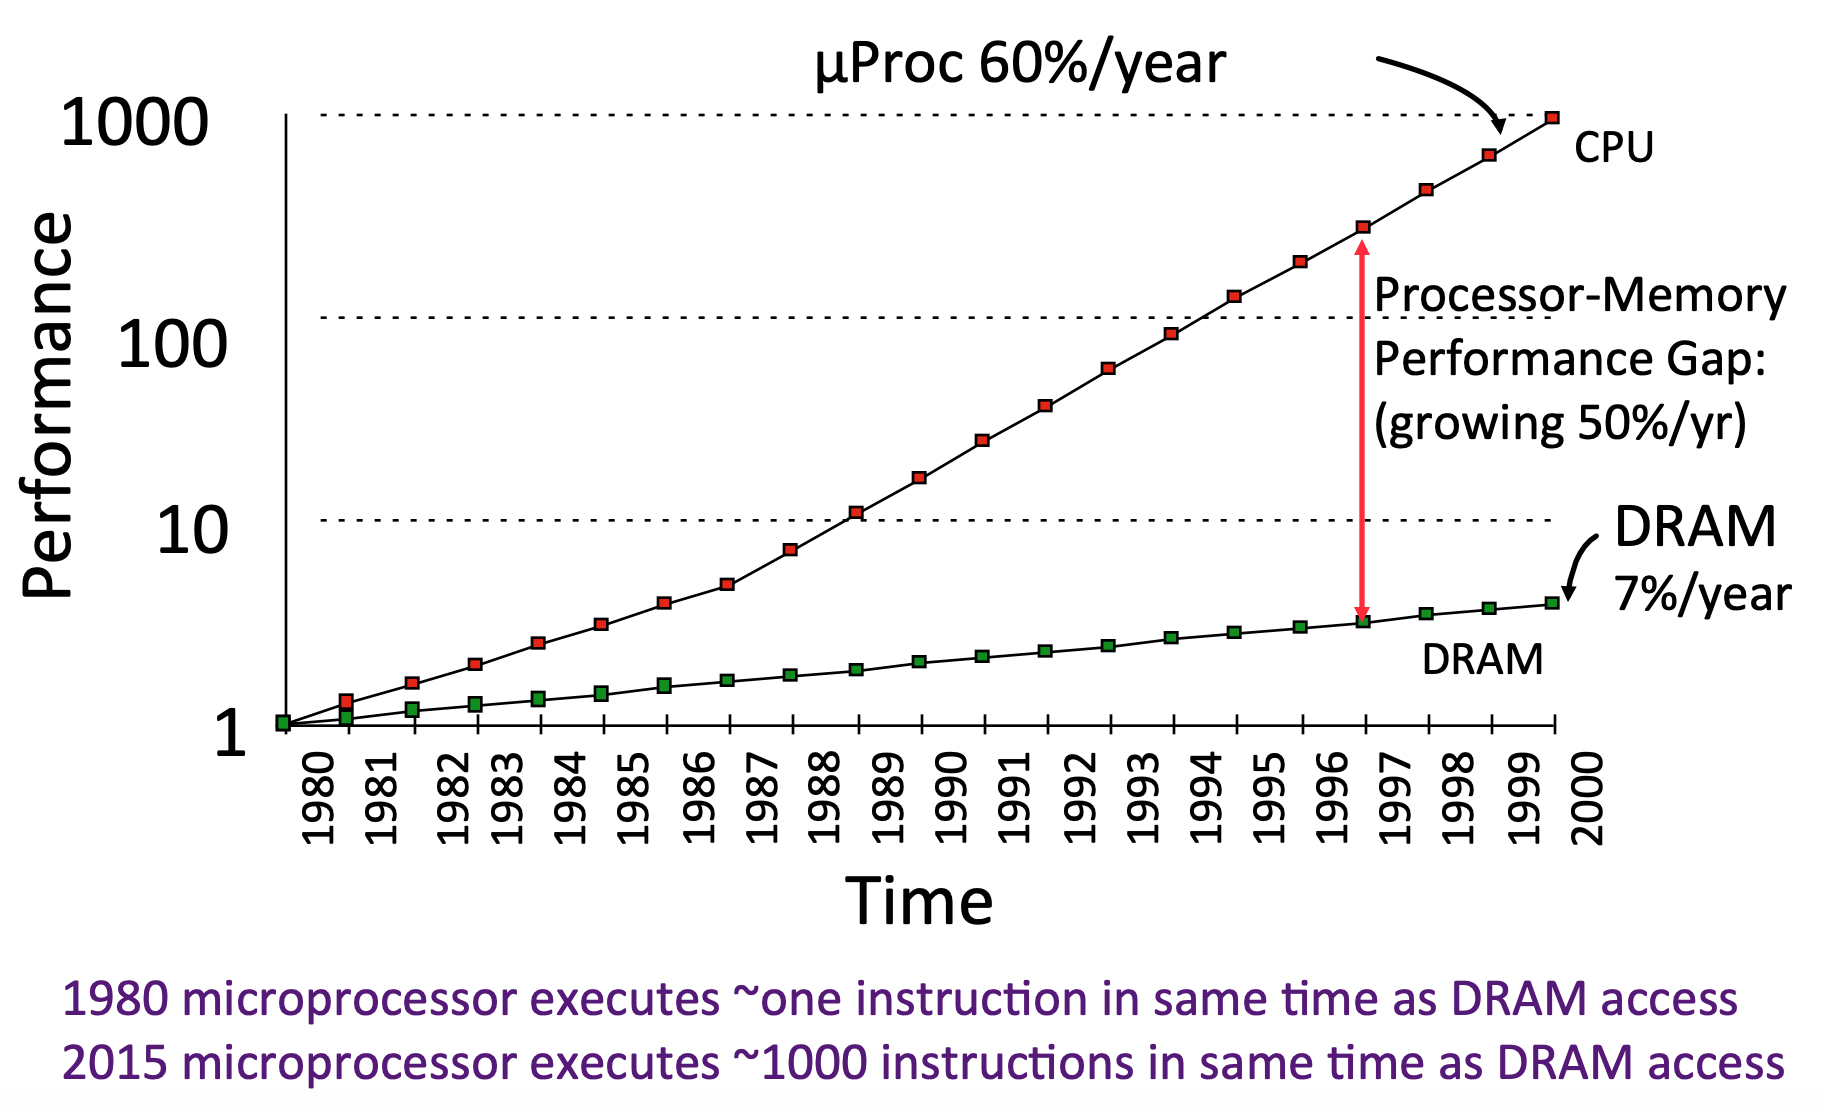 µProc 60%/year
1000
CPU
Performance
Processor-Memory
100
Performance Gap:
(growing 50%/yr)
10
DRAM
7%/year
DRAM
1
1980 1981 1982 1983 1984 1985 1986 1987 1988 1989 1990 1991 1992 1993 1994 1995 1996 1997 1998 1999 2000
Time
1980 microprocessor executes ~one instruction in same time as DRAM access
2015 microprocessor executes ~1000 instructions in same time as DRAM access